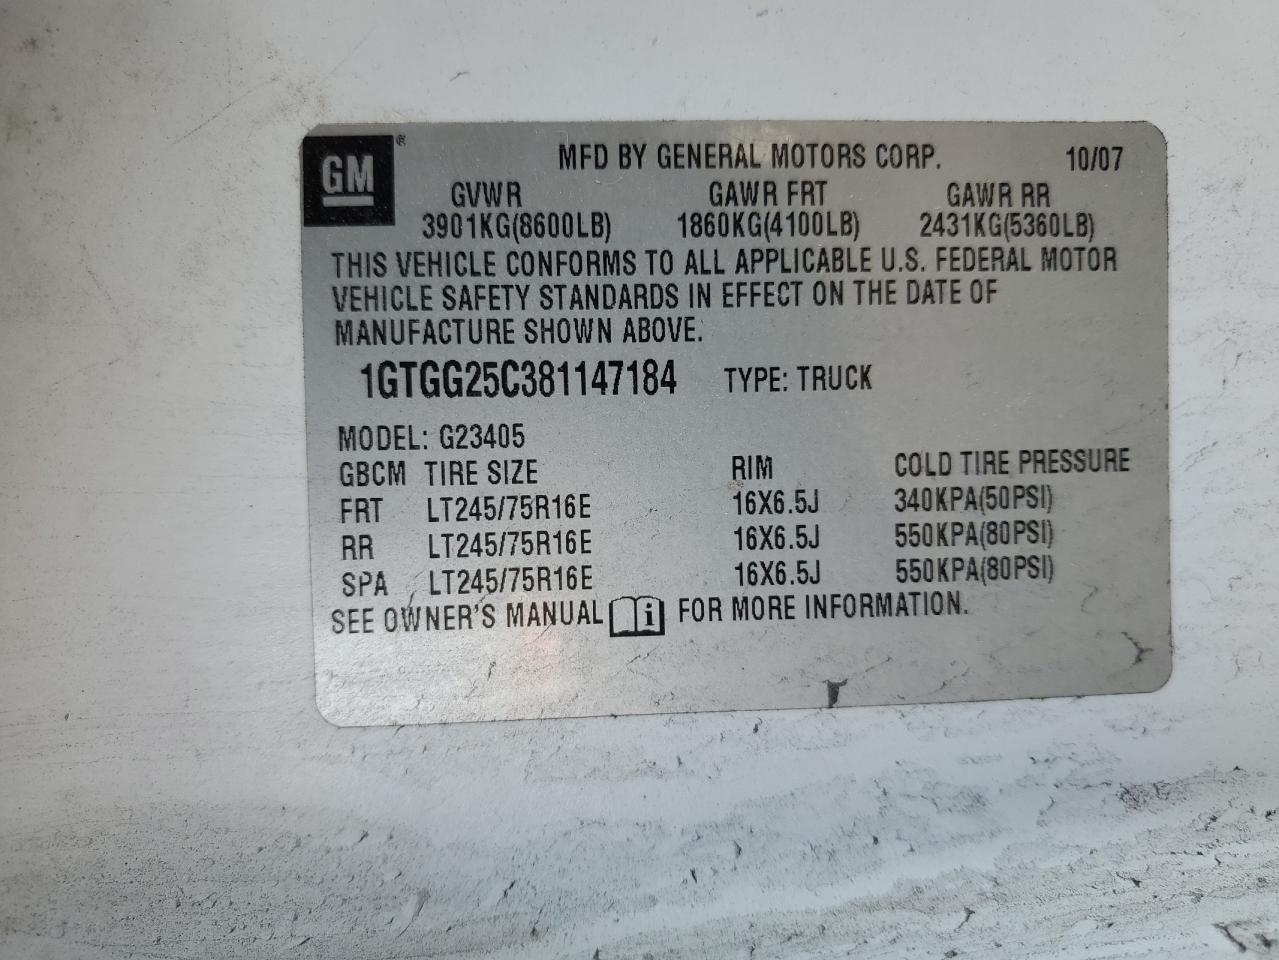 GM®
MFD BY GENERAL MOTORS CORP. 10/07
GVWR GAWR FRT GAWR RR
3901KG(8600LB) 1860KG(4100LB) 2431KG(5360LB)
THIS VEHICLE CONFORMS TO ALL APPLICABLE U.S. FEDERAL MOTOR
VEHICLE SAFETY STANDARDS IN EFFECT ON THE DATE OF
MANUFACTURE SHOWN ABOVE.
1GTGG25C381147184 TYPE: TRUCK
MODEL: G23405
GBCM TIRE SIZE RIM COLD TIRE PRESSURE
FRT LT245/75R16E 16X6.5J 340KPA(50PSI)
RR LT245/75R16E 16X6.5J 550KPA(80PSI)
SPA LT245/75R16E 16X6.5J 550KPA(80PSI)
SEE OWNER'S MANUAL i FOR MORE INFORMATION.